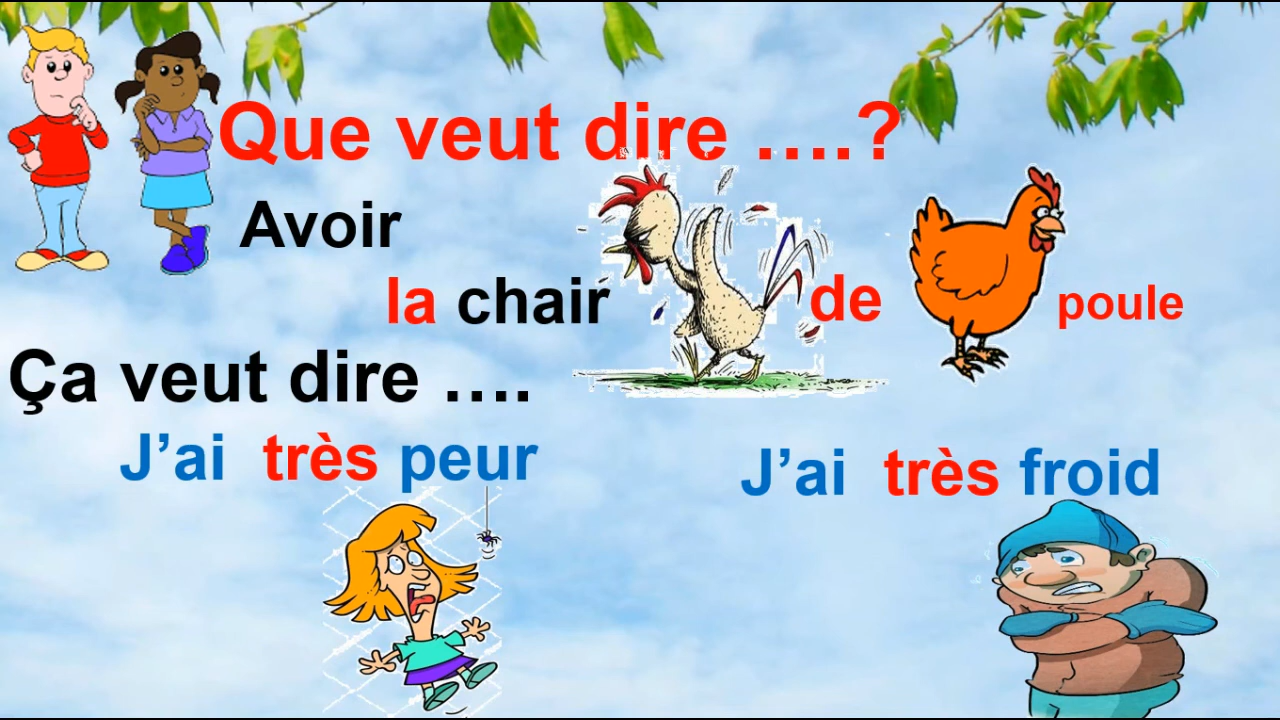 Que veut dire ….?
Avoir
la chair de poule
Ça veut dire ….
J’ai très peur
J’ai très froid